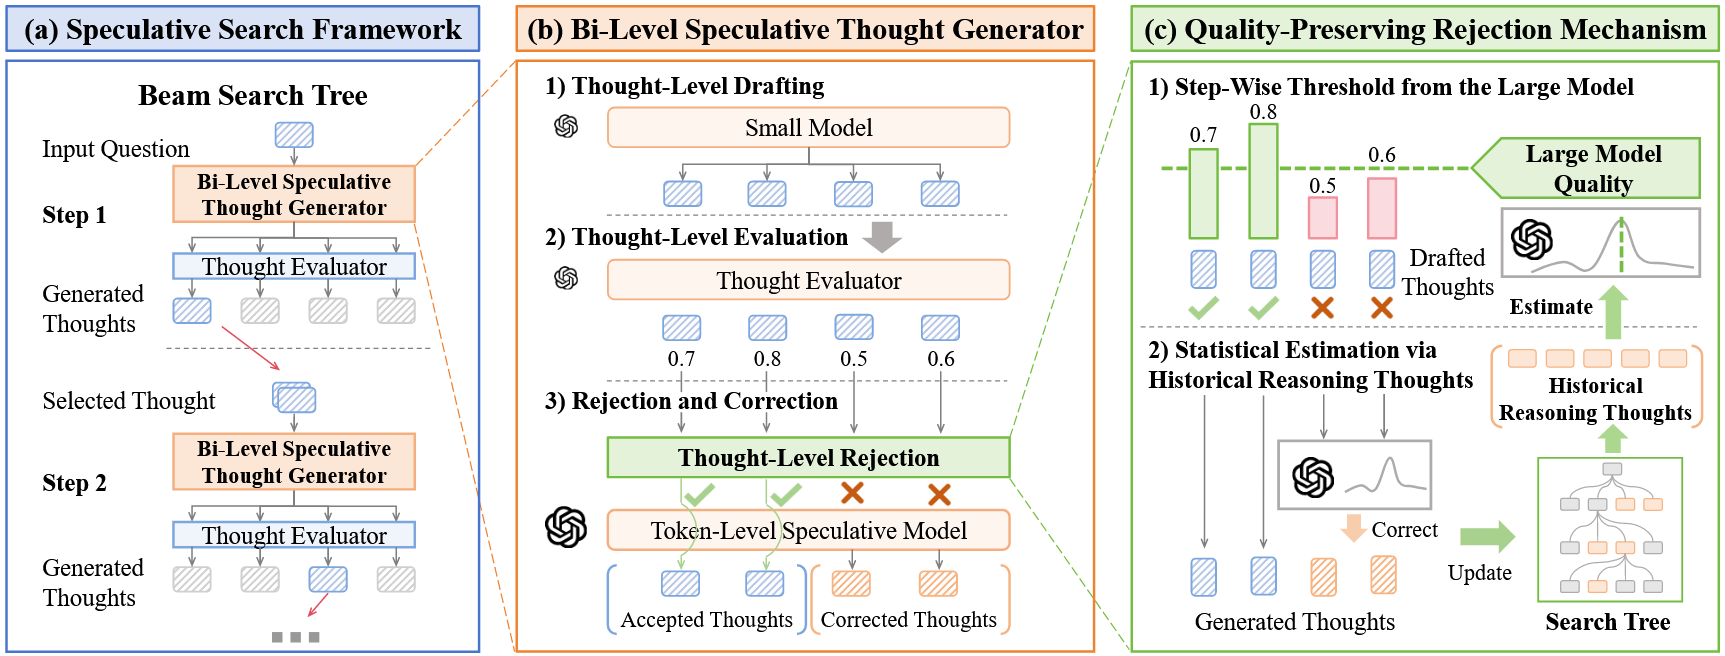 (a) Speculative Search Framework
Beam Search Tree
Input Question
Bi-Level Speculative
Thought Generator
Step 1
Thought Evaluator
Generated
Thoughts
Selected Thought
Bi-Level Speculative
Thought Generator
Step 2
Thought Evaluator
Generated
Thoughts
(b) Bi-Level Speculative Thought Generator
1) Thought-Level Drafting
Small Model
2) Thought-Level Evaluation
Thought Evaluator
0.7 0.8 0.5 0.6
3) Rejection and Correction
Thought-Level Rejection
Token-Level Speculative Model
Accepted Thoughts
Corrected Thoughts
(c) Quality-Preserving Rejection Mechanism
1) Step-Wise Threshold from the Large Model
0.7
0.8
0.5
0.6
Large Model
Quality
Drafted
Thoughts
Estimate
2) Statistical Estimation via
Historical Reasoning Thoughts
Historical
Reasoning Thoughts
Correct
Update
Generated Thoughts
Search Tree